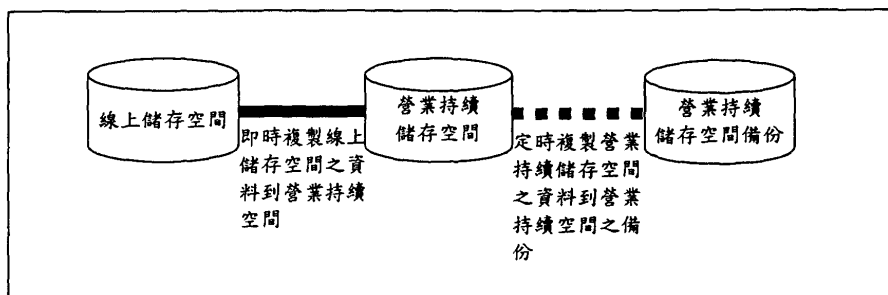 線上儲存空間
即時複製線上
儲存空間之資
料到營業持續
空間
營業持續
儲存空間
定時複製營業
持續儲存空間
之資料到營業
持續空間之備
份
營業持續
儲存空間備份